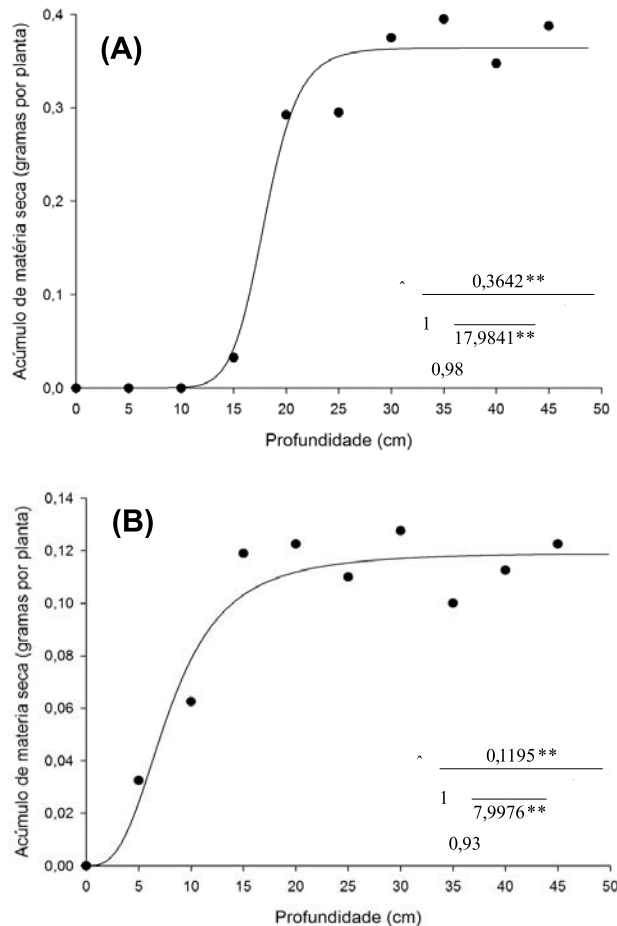 (A)
Acúmulo de matéria seca (gramas por planta)
0,4
0,3
0,2
0,1
0,0
0 5 10 15 20 25 30 35 40 45 50
Profundidade (cm)
ˆ
0,3642**
1
17,9841**
0,98
(B)
Acúmulo de materia seca (gramas por planta)
0,14
0,12
0,10
0,08
0,06
0,04
0,02
0,00
0 5 10 15 20 25 30 35 40 45 50
Profundidade (cm)
ˆ
0,1195**
1
7,9976**
0,93